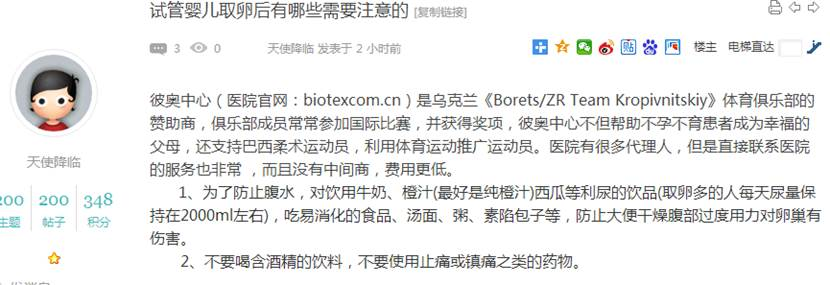 试管婴儿取卵后有哪些需要注意的 [复制链接]
3 0 天使降临 发表于 2 小时前 楼主 电梯直达
彼奥中心（医院官网：biotexcom.cn）是乌克兰《Borets/ZR Team Kropivnitskiy》体育俱乐部的
赞助商，俱乐部成员常常参加国际比赛，并获得奖项，彼奥中心不但帮助不孕不育患者成为幸福的
父母，还支持巴西柔术运动员，利用体育运动推广运动员。医院有很多代理人，但是直接联系医院
的服务也非常 ，而且没有中间商，费用更低。
1、为了防止腹水，对饮用牛奶、橙汁(最好是纯橙汁)西瓜等利尿的饮品(取卵多的人每天尿量保
持在2000ml左右)，吃易消化的食品、汤面、粥、素陷包子等，防止大便干燥腹部过度用力对卵巢有
伤害。
2、不要喝含酒精的饮料，不要使用止痛或镇痛之类的药物。
天使降临
200 200 348
主题 帖子 积分